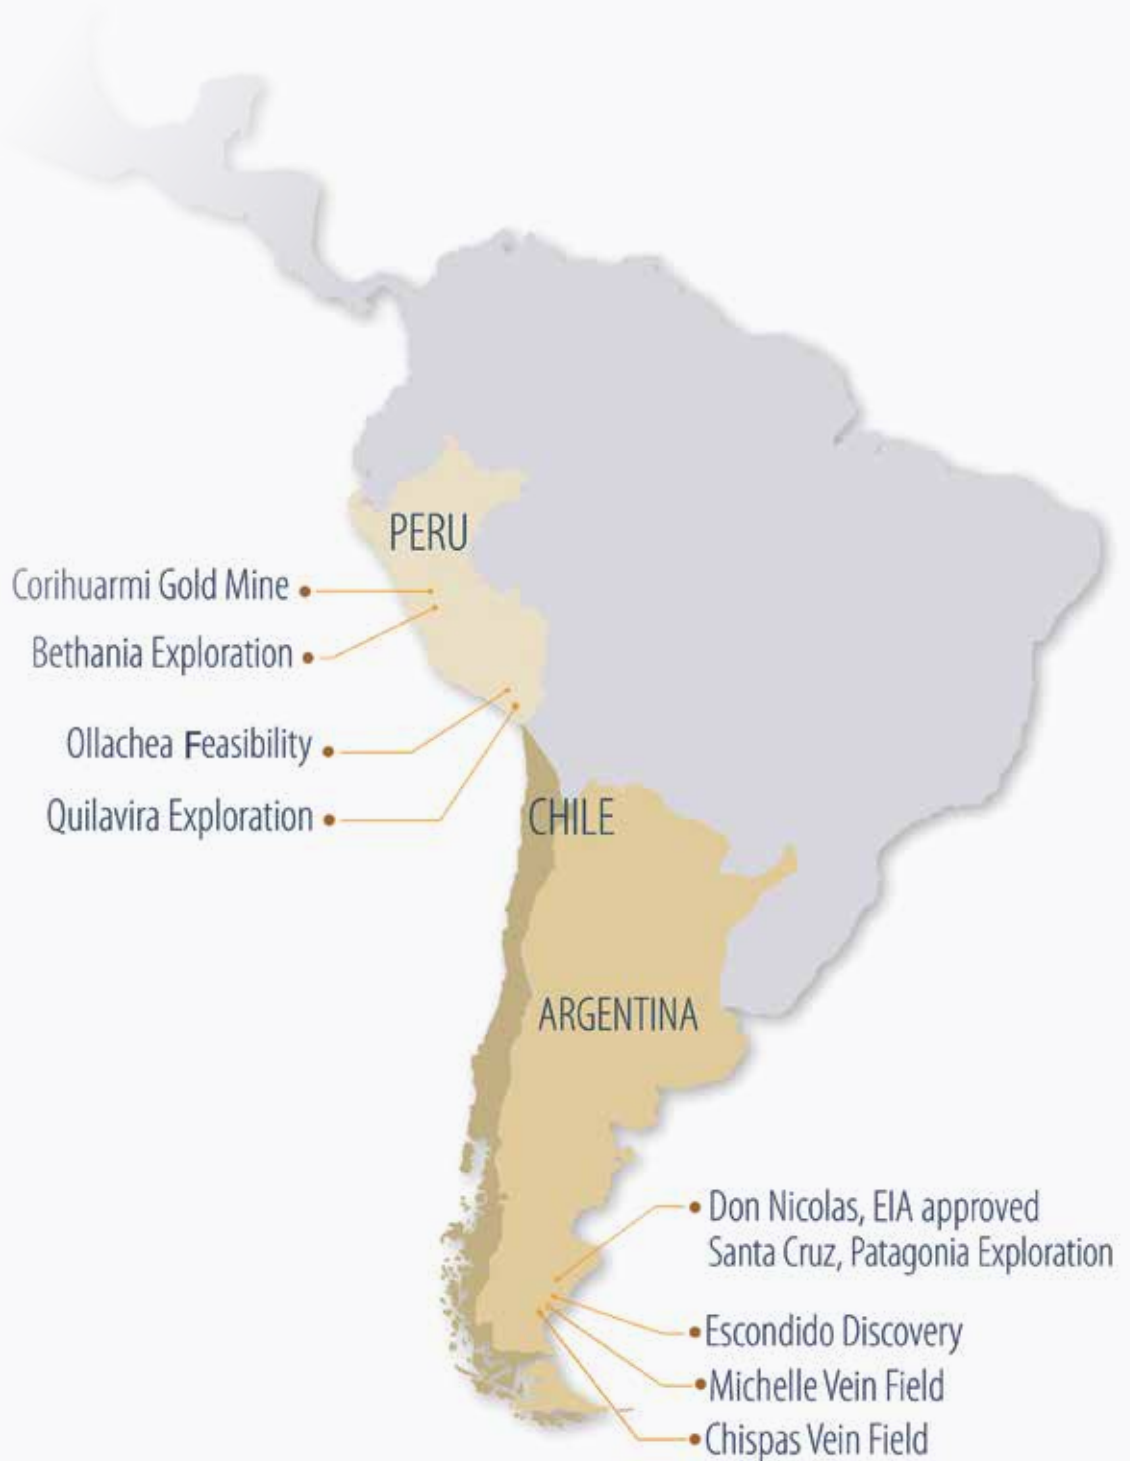 PERU
Corihuarmi Gold Mine
Bethania Exploration
Ollachea Feasibility
Quilavira Exploration
CHILE
ARGENTINA
Don Nicolas, EIA approved
Santa Cruz, Patagonia Exploration
Escondido Discovery
Michelle Vein Field
Chispas Vein Field